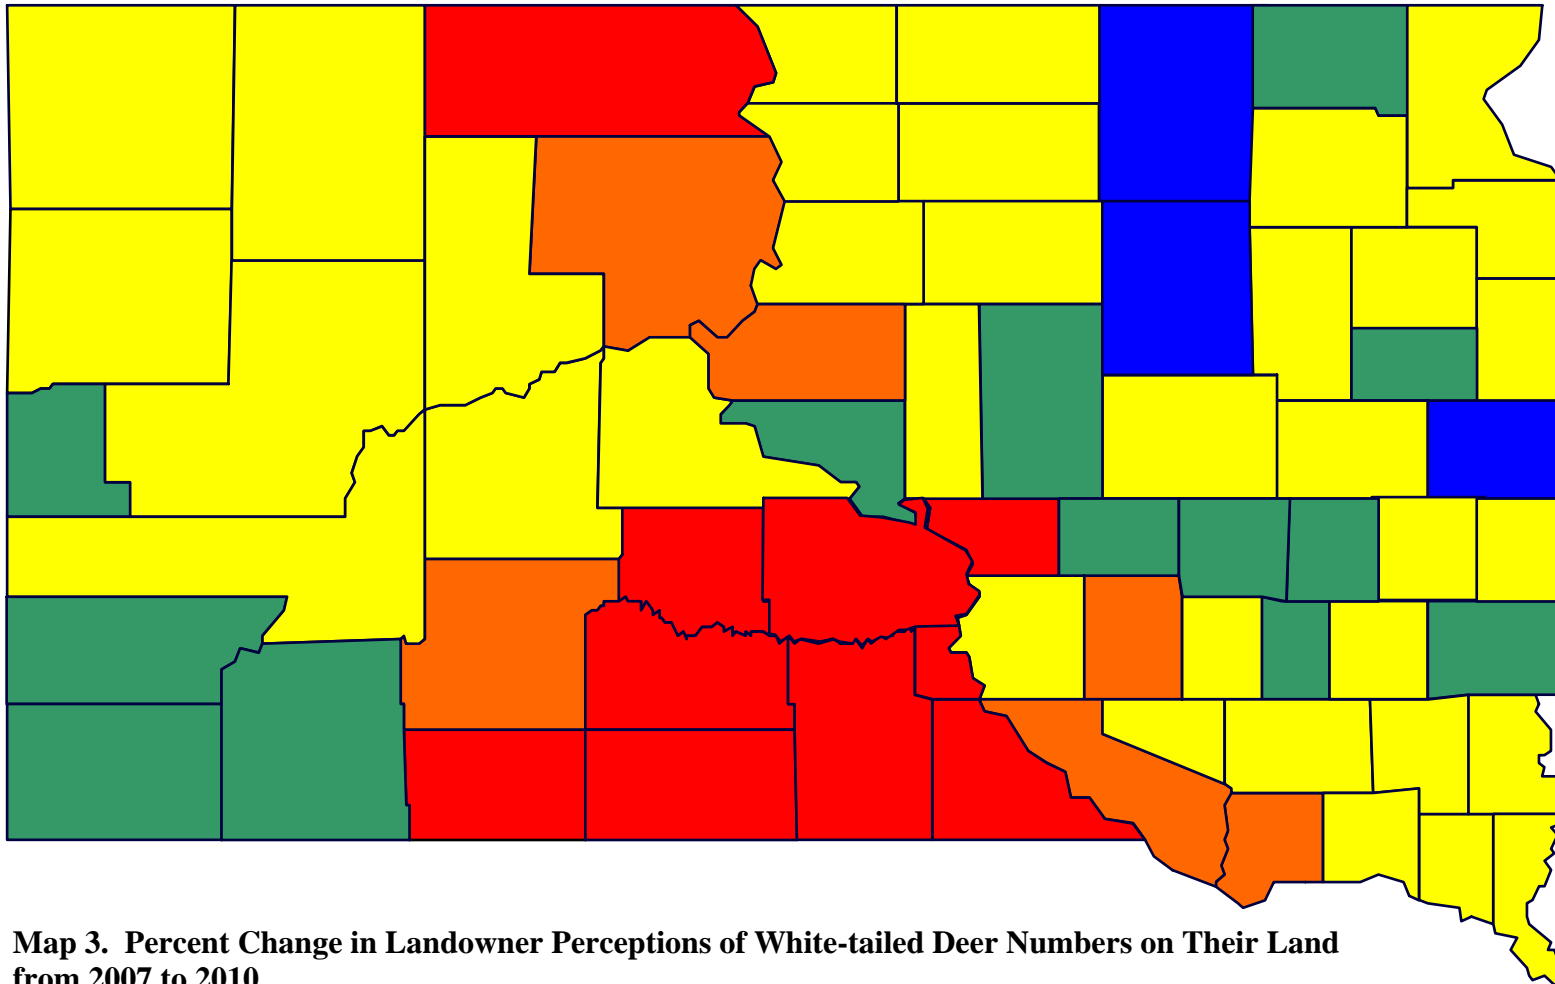 Map 3.  Percent Change in Landowner Perceptions of White-tailed Deer Numbers on Their Land
from 2007 to 2010